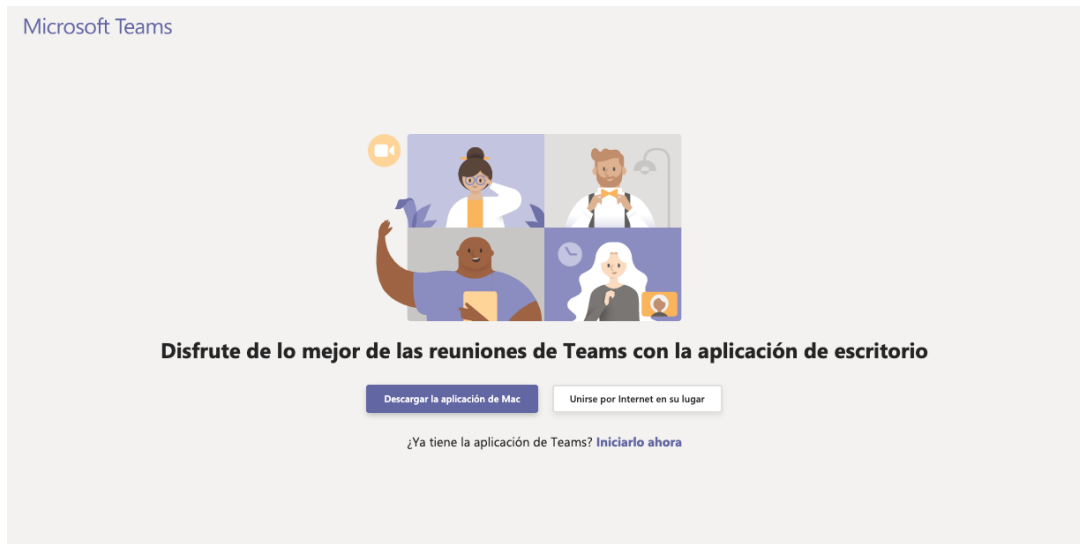 Microsoft Teams
Disfrute de lo mejor de las reuniones de Teams con la aplicación de escritorio
Descargar la aplicación de Mac
Unirse por Internet en su lugar
¿Ya tiene la aplicación de Teams? Iniciarlo ahora